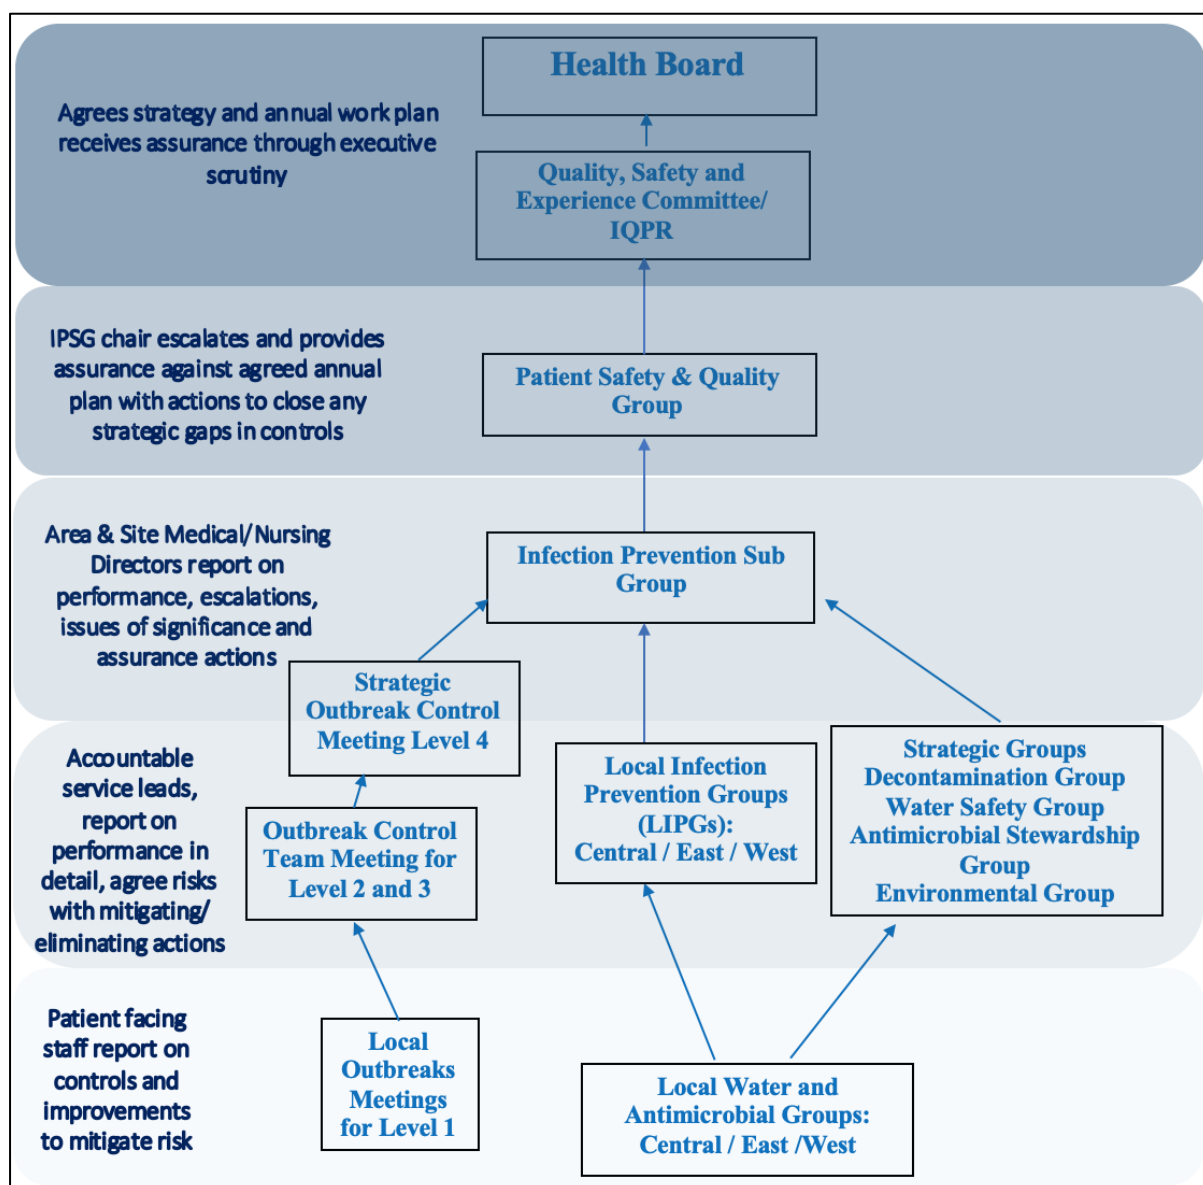 Health Board
Agrees strategy and annual work plan
receives assurance through executive
scrutiny
Quality, Safety and
Experience Committee/
IQPR
IPSG chair escalates and provides
assurance against agreed annual
plan with actions to close any
strategic gaps in controls
Patient Safety & Quality
Group
Area & Site Medical/Nursing
Directors report on
performance, escalations,
issues of significance and
assurance actions
Infection Prevention Sub
Group
Strategic
Outbreak Control
Meeting Level 4
Accountable
service leads,
report on
performance in
detail, agree risks
with mitigating/
eliminating actions
Outbreak Control
Team Meeting for
Level 2 and 3
Local Infection
Prevention Groups
(LIPGs):
Central / East / West
Strategic Groups
Decontamination Group
Water Safety Group
Antimicrobial Stewardship
Group
Environmental Group
Patient facing
staff report on
controls and
improvements
to mitigate risk
Local
Outbreaks
Meetings
for Level 1
Local Water and
Antimicrobial Groups:
Central / East /West